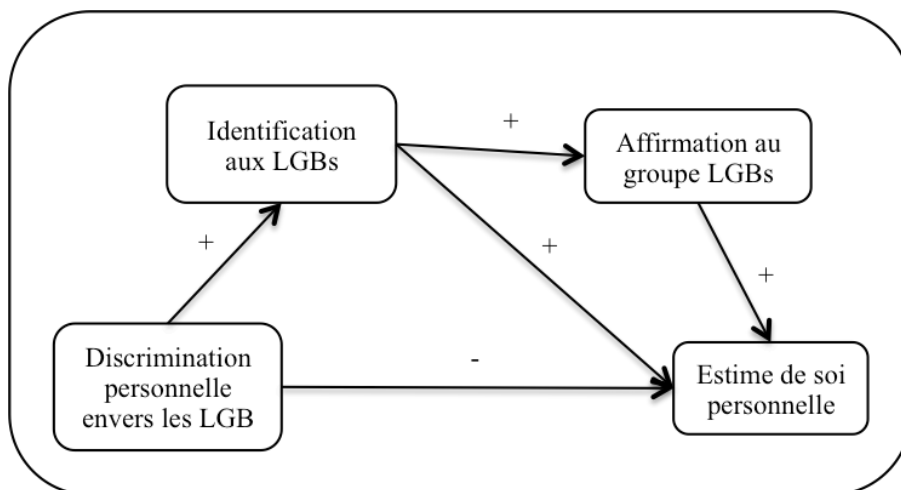 Identification
aux LGBs
+
Affirmation au
groupe LGBs
+
+
+
Discrimination
personnelle
envers les LGB
-
Estime de soi
personnelle